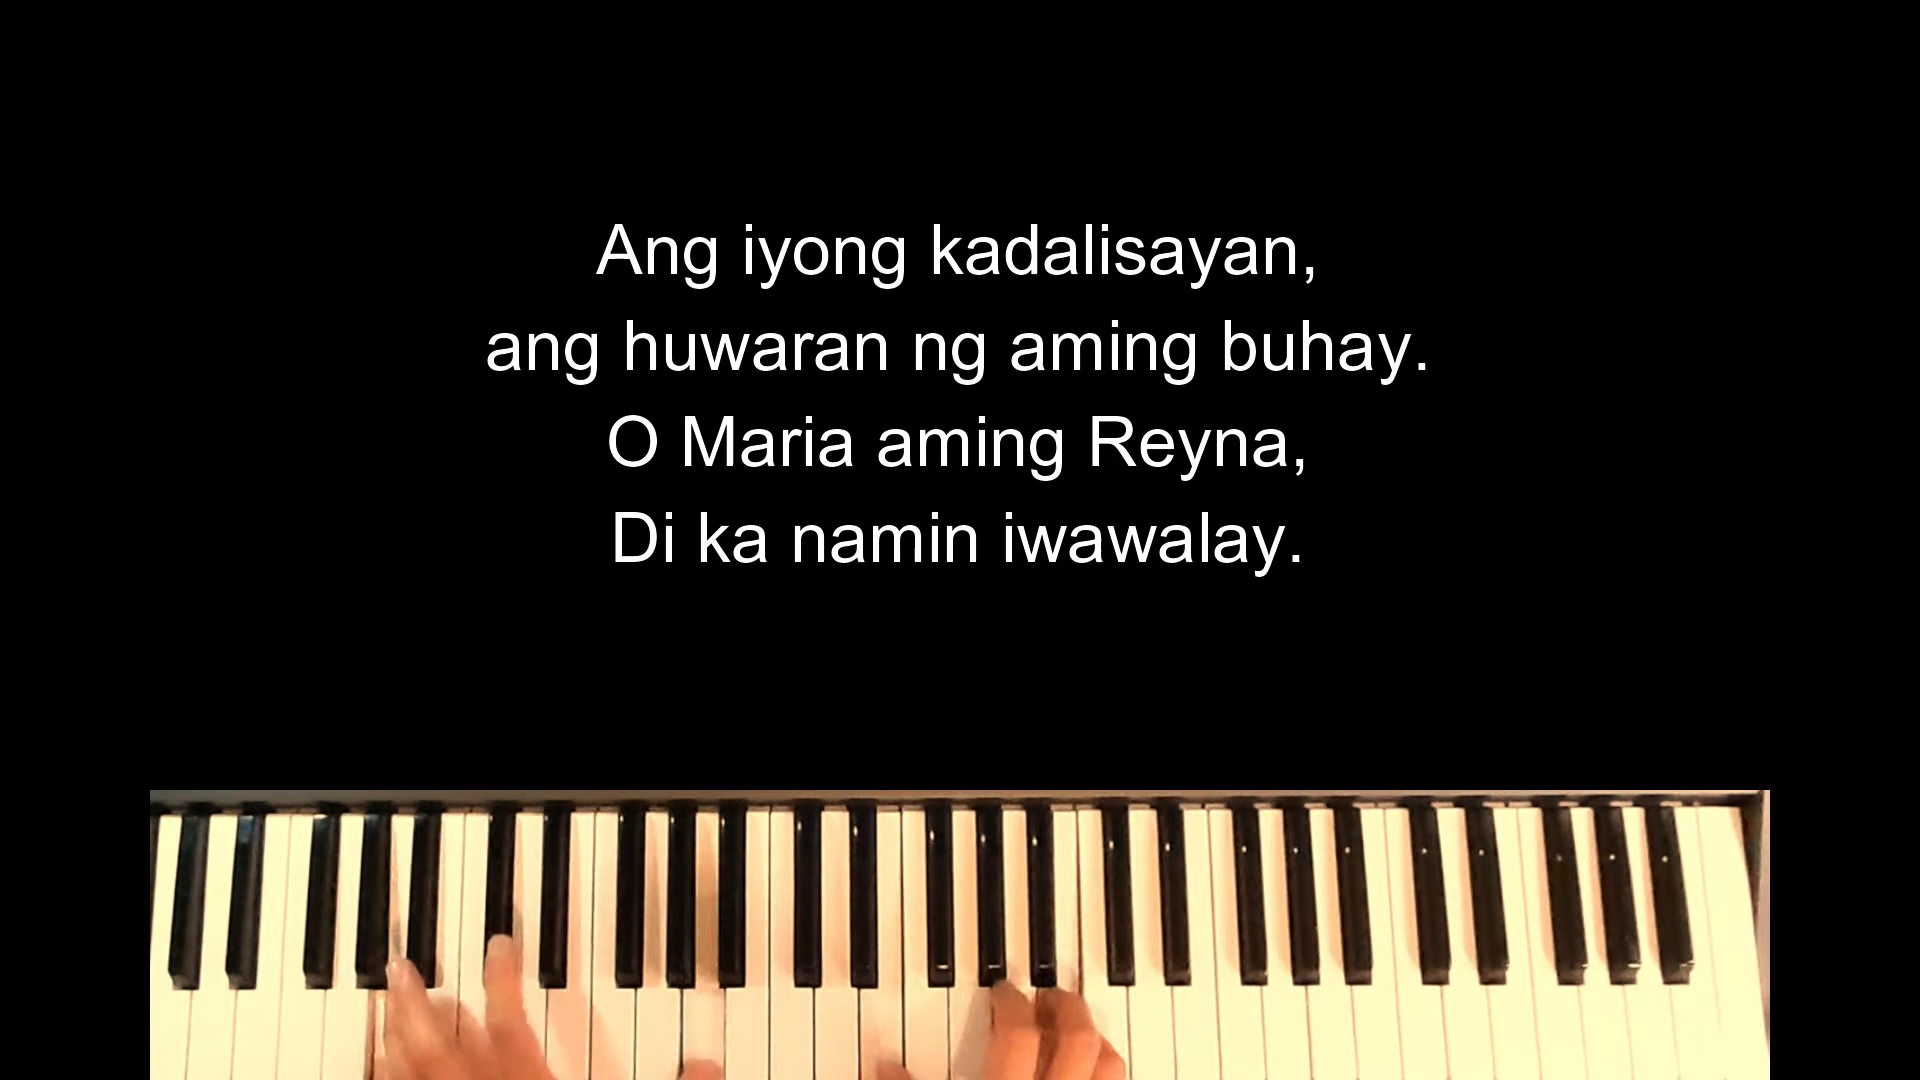 Ang iyong kadalisayan,
ang huwaran ng aming buhay.
O Maria aming Reyna,
Di ka namin iwawalay.